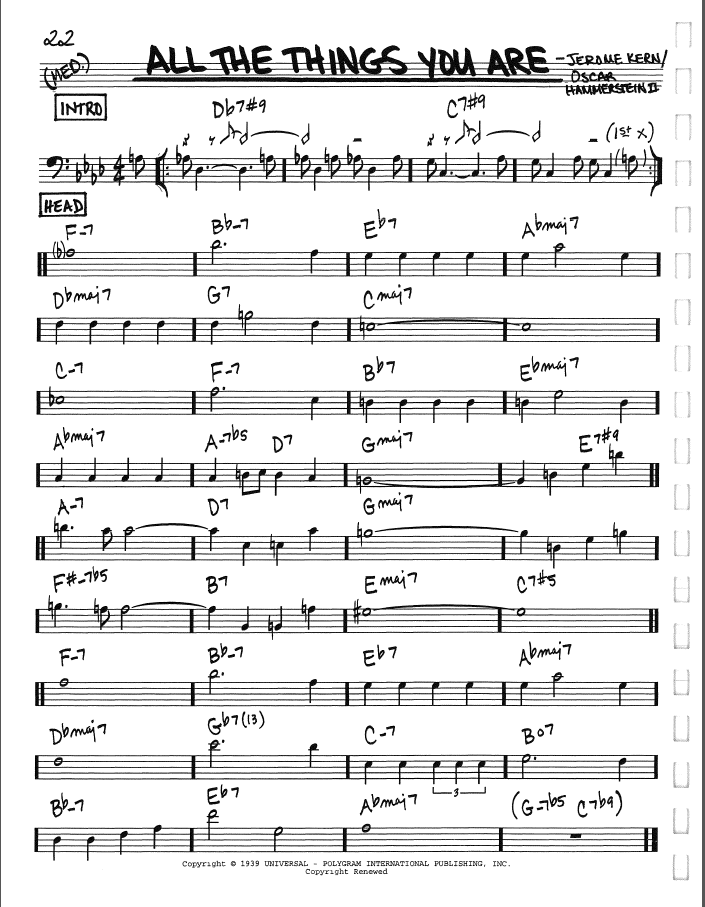 22
(MED.)
ALL THE THINGS YOU ARE
- JEROME KERN/
OSCAR
HAMMERSTEIN II
INTRO
Db7#9 C7#9
(1st x)
HEAD
F-7 Bb-7 Eb7 Abmaj7
Dbmaj7 G7 Cmaj7
C-7 F-7 Bb7 Ebmaj7
Abmaj7 A-7b5 D7 Gmaj7 E7#9
A-7 D7 Gmaj7
F#-7b5 B7 Emaj7 C7#5
F-7 Bb-7 Eb7 Abmaj7
Dbmaj7 Gb7(13) C-7 Bo7
3
Bb-7 Eb7 Abmaj7 (G-7b5 C7b9)
Copyright © 1939 UNIVERSAL - POLYGRAM INTERNATIONAL PUBLISHING, INC.
Copyright Renewed